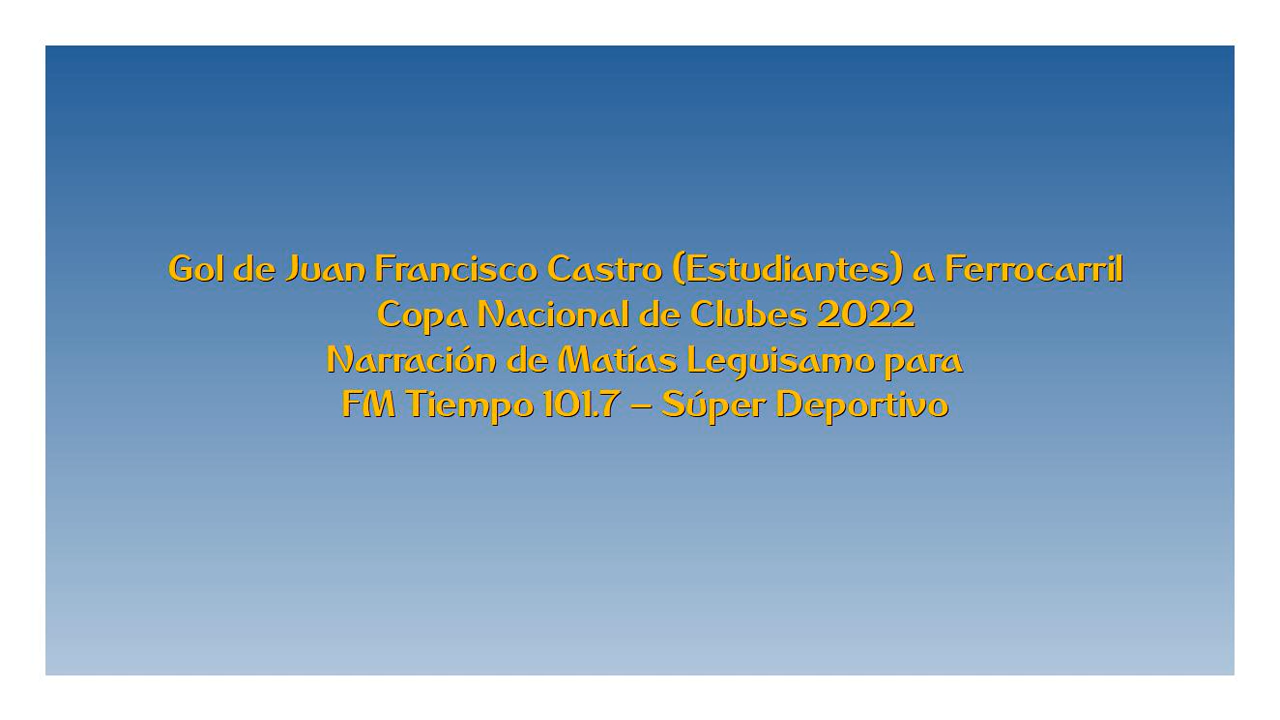 Gol de Juan Francisco Castro (Estudiantes) a Ferrocarril
Copa Nacional de Clubes 2022
Narración de Matías Leguisamo para
FM Tiempo 101.7 – Súper Deportivo